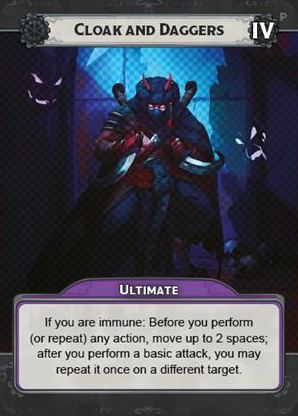 P
CLOAK AND DAGGERS
IV
ULTIMATE
If you are immune: Before you perform
(or repeat) any action, move up to 2 spaces;
after you perform a basic attack, you may
repeat it once on a different target.